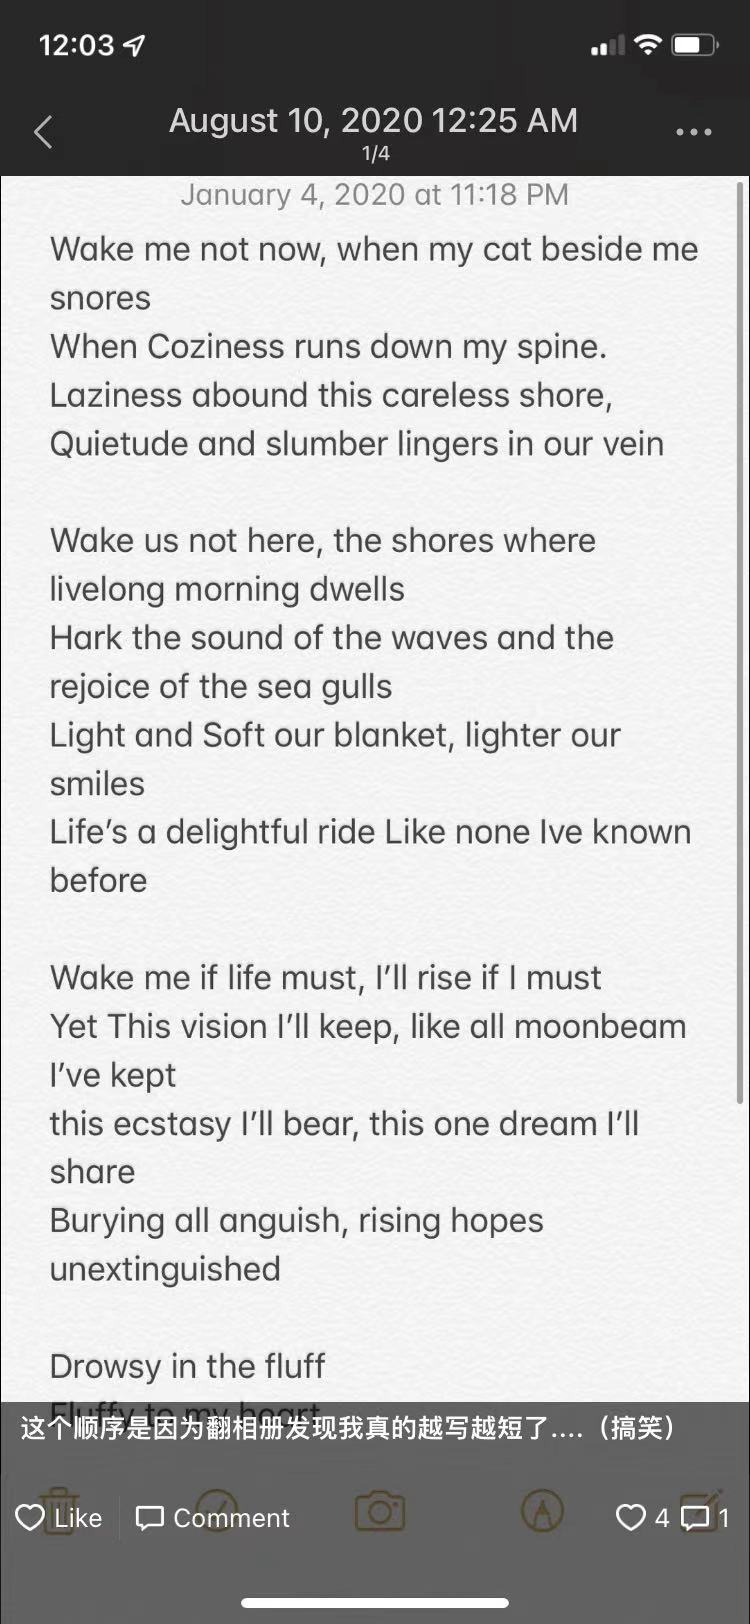 12:03
August 10, 2020 12:25 AM
1/4
January 4, 2020 at 11:18 PM
Wake me not now, when my cat beside me
snores
When Coziness runs down my spine.
Laziness abound this careless shore,
Quietude and slumber lingers in our vein
Wake us not here, the shores where
livelong morning dwells
Hark the sound of the waves and the
rejoice of the sea gulls
Light and Soft our blanket, lighter our
smiles
Life's a delightful ride Like none Ive known
before
Wake me if life must, I'll rise if I must
Yet This vision I'll keep, like all moonbeam
I've kept
this ecstasy I'll bear, this one dream I'll
share
Burying all anguish, rising hopes
unextinguished
Drowsy in the fluff
Fluffy to my heart
这个顺序是因为翻相册发现我真的越写越短了....（搞笑）
Like Comment 4 1